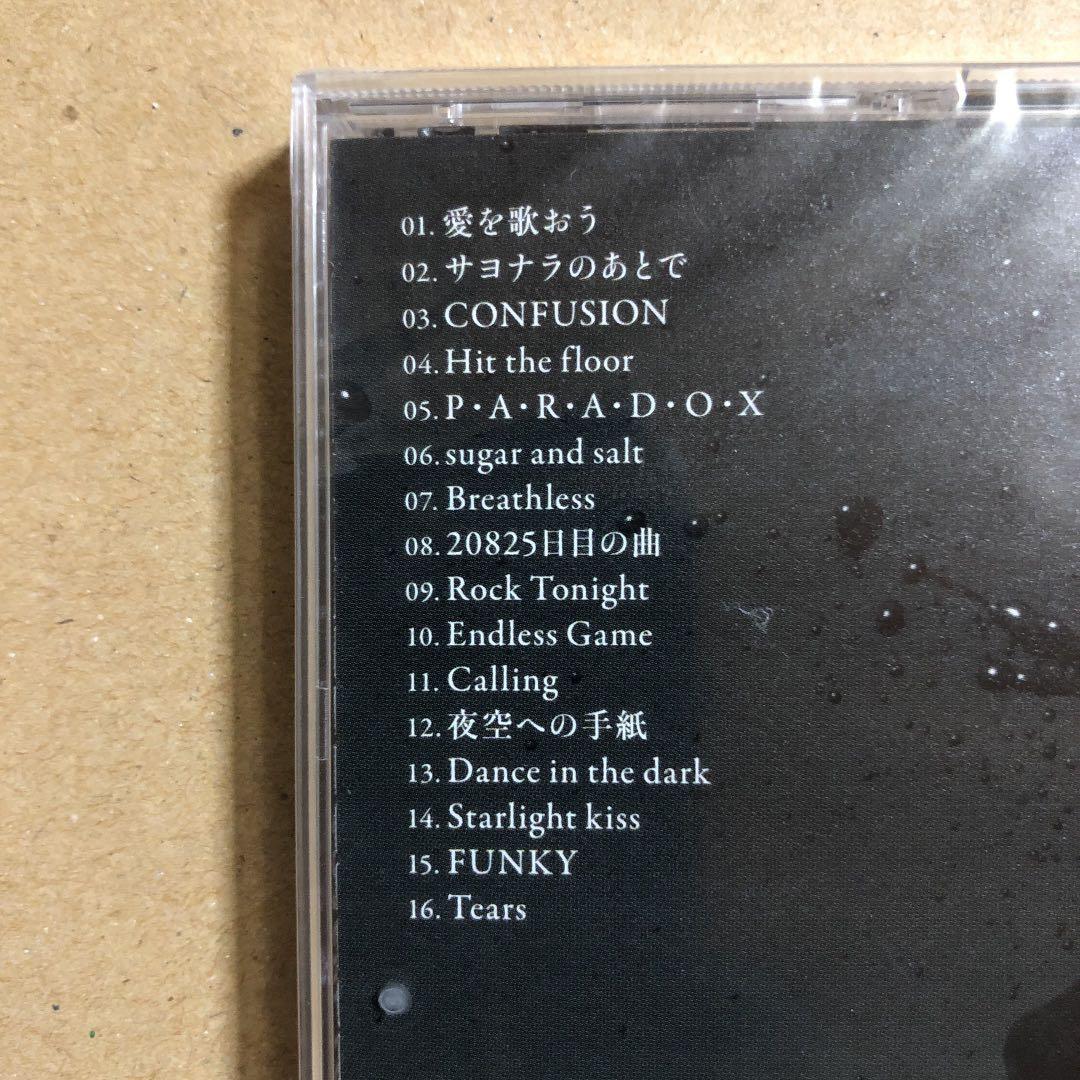 01. 愛を歌おう
02. サヨナラのあとで
03. CONFUSION
04. Hit the floor
05. P・A・R・A・D・O・X
06. sugar and salt
07. Breathless
08. 20825日目の曲
09. Rock Tonight
10. Endless Game
11. Calling
12. 夜空への手紙
13. Dance in the dark
14. Starlight kiss
15. FUNKY
16. Tears